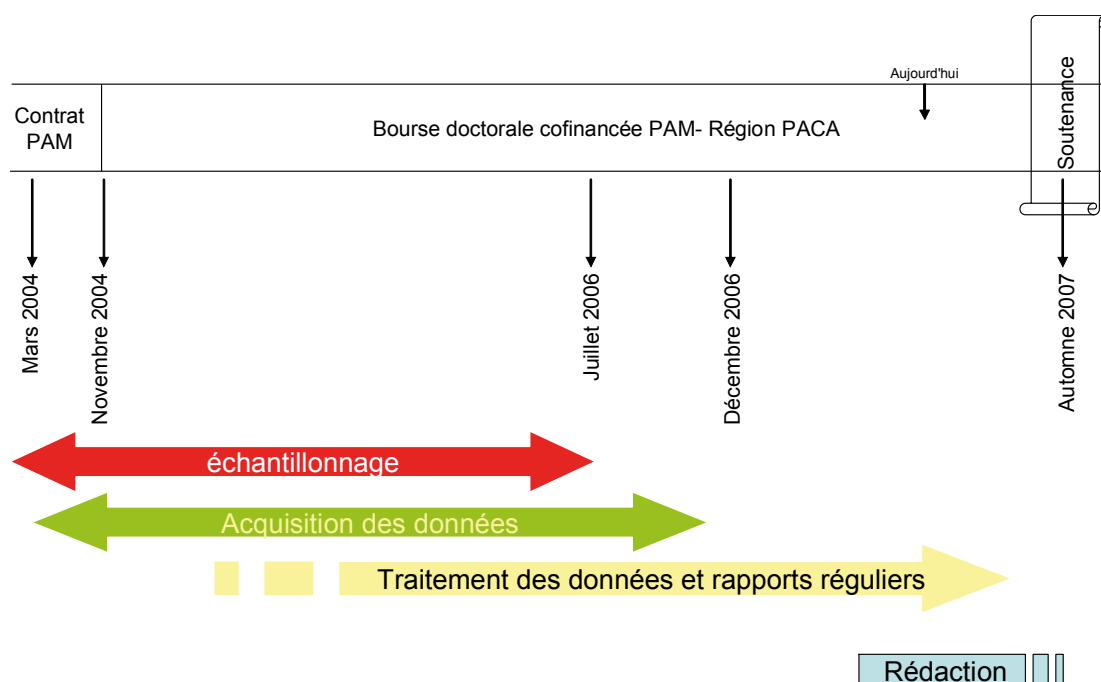 Aujourd'hui
Contrat
PAM
Bourse doctorale cofinancée PAM- Région PACA
Soutenance
Mars 2004
Novembre 2004
Juillet 2006
Décembre 2006
Automne 2007
échantillonnage
Acquisition des données
Traitement des données et rapports réguliers
Rédaction